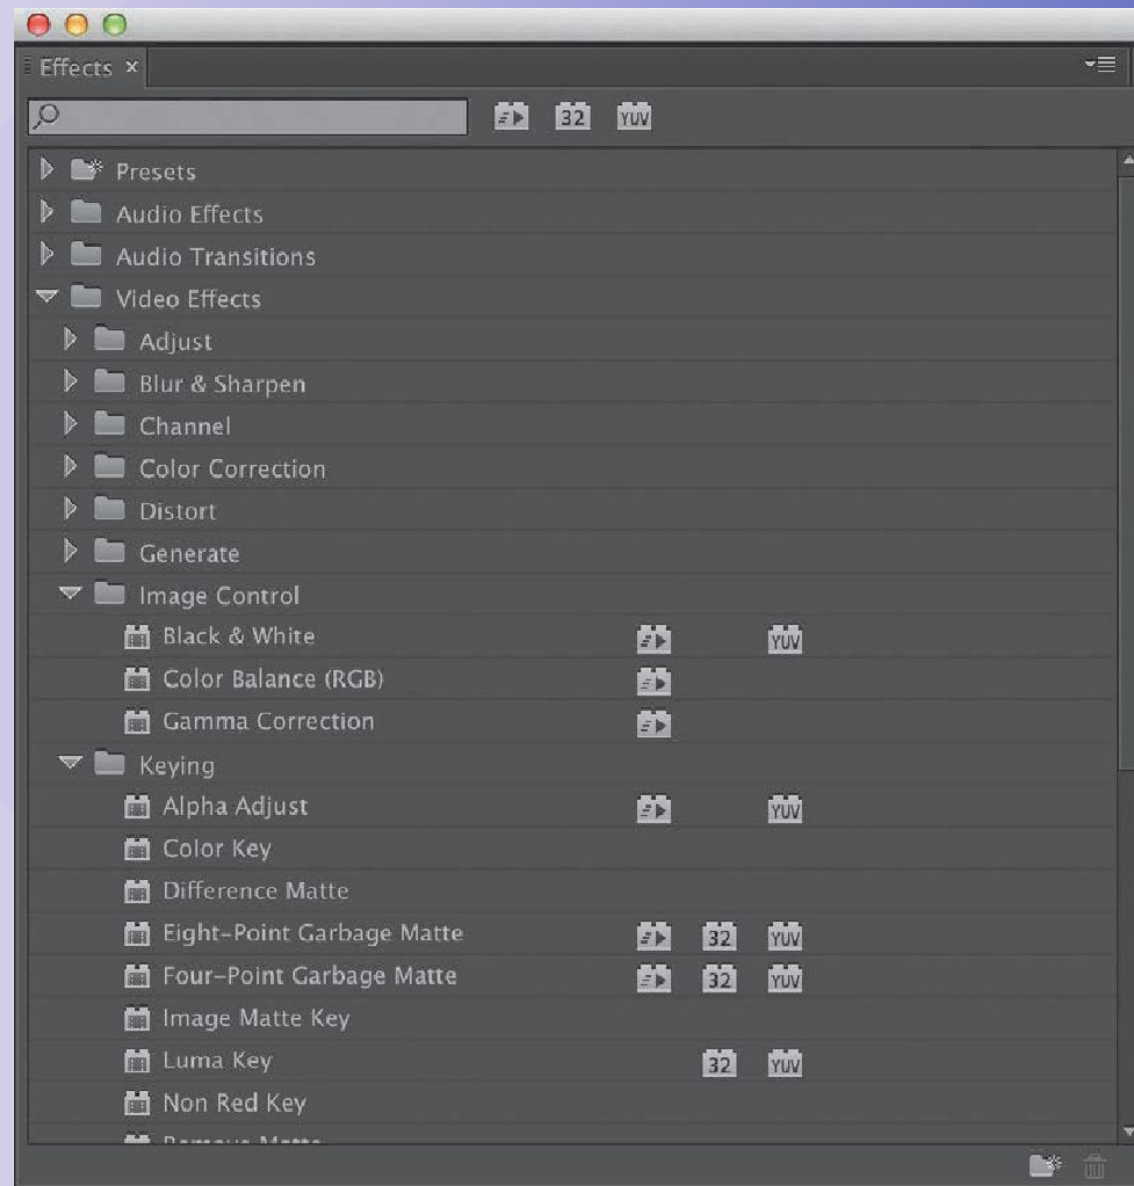 Effects ×
32 YUV
Presets
Audio Effects
Audio Transitions
Video Effects
Adjust
Blur & Sharpen
Channel
Color Correction
Distort
Generate
Image Control
Black & White YUV
Color Balance (RGB)
Gamma Correction
Keying
Alpha Adjust YUV
Color Key
Difference Matte
Eight-Point Garbage Matte 32 YUV
Four-Point Garbage Matte 32 YUV
Image Matte Key
Luma Key 32 YUV
Non Red Key
Remove Matte